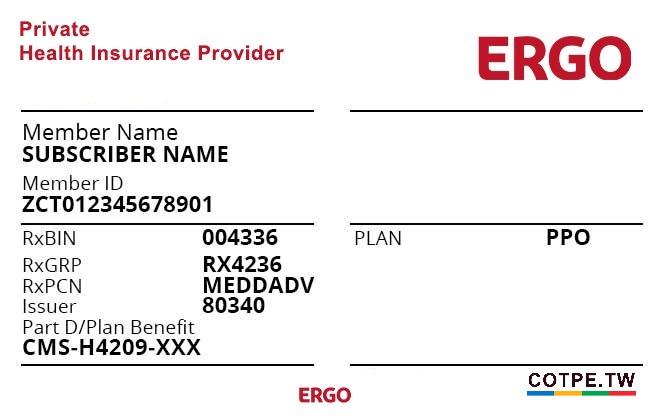 Private
Health Insurance Provider
ERGO
Member Name
SUBSCRIBER NAME
Member ID
ZCT012345678901
RxBIN 004336
PLAN PPO
RxGRP RX4236
RxPCN MEDDADV
Issuer 80340
Part D/Plan Benefit
CMS-H4209-XXX
ERGO
COTPE.TW